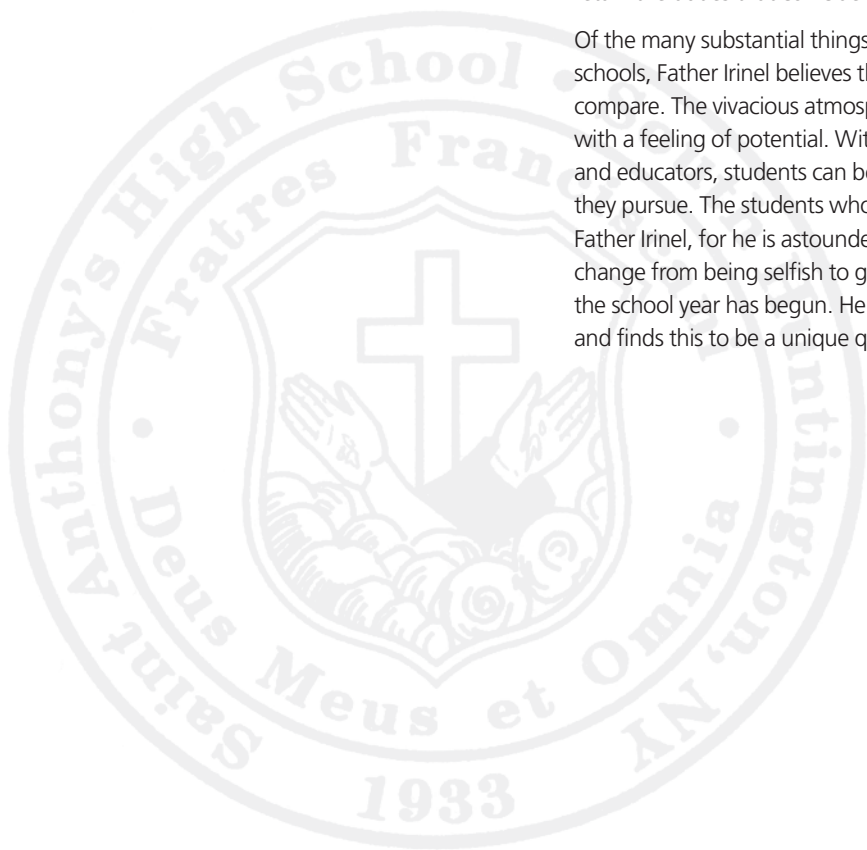 Of the many substantial things
schools, Father Irinel believes t
compare. The vivacious atmosp
with a feeling of potential. Wit
and educators, students can be
they pursue. The students who
Father Irinel, for he is astounde
change from being selfish to g
the school year has begun. He
and finds this to be a unique q
Saint Anthony's High School • South Huntington, NY
Fratres Franciscani
• Deus Meus et Omnia •
1933